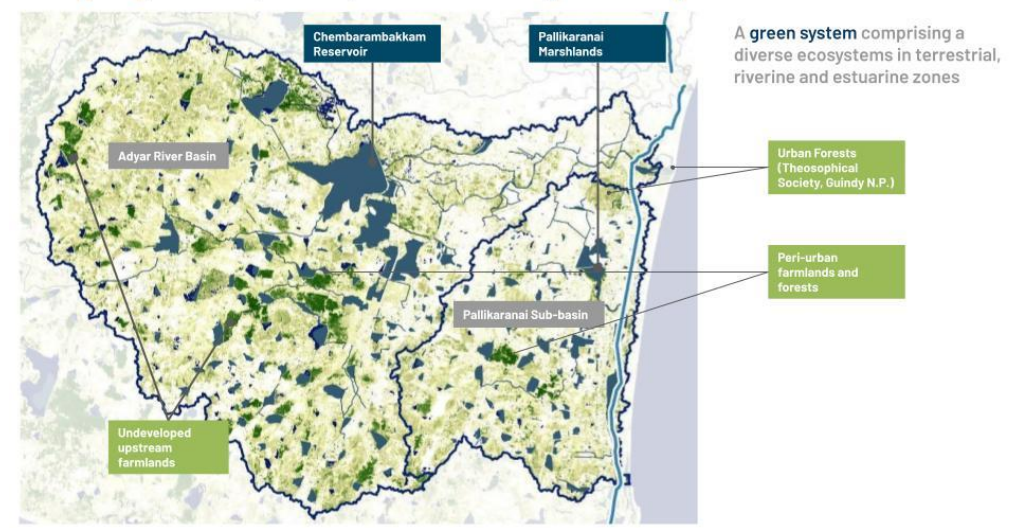 Chembarambakkam
Reservoir
Pallikaranai
Marshlands
A green system comprising a
diverse ecosystems in terrestrial,
riverine and estuarine zones
Adyar River Basin
Urban Forests
(Theosophical
Society, Guindy N.P.)
Peri-urban
farmlands and
forests
Pallikaranai Sub-basin
Undeveloped
upstream
farmlands